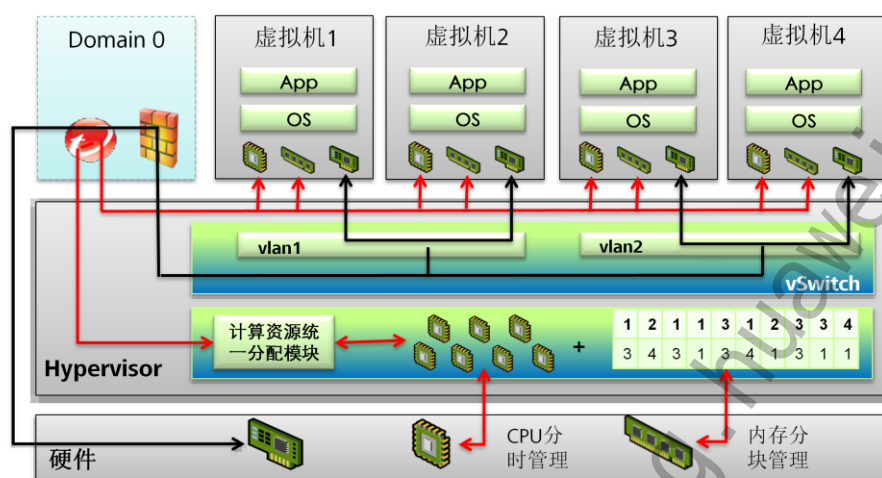 Domain 0
虚拟机1
虚拟机2
虚拟机3
虚拟机4
App
App
App
App
OS
OS
OS
OS
vlan1
vlan2
vSwitch
计算资源统
一分配模块
+
1 2 1 1 3 1 2 3 3 4
3 4 3 1 3 4 1 3 1 1
Hypervisor
硬件
CPU分
时管理
内存分
块管理
g.huawei